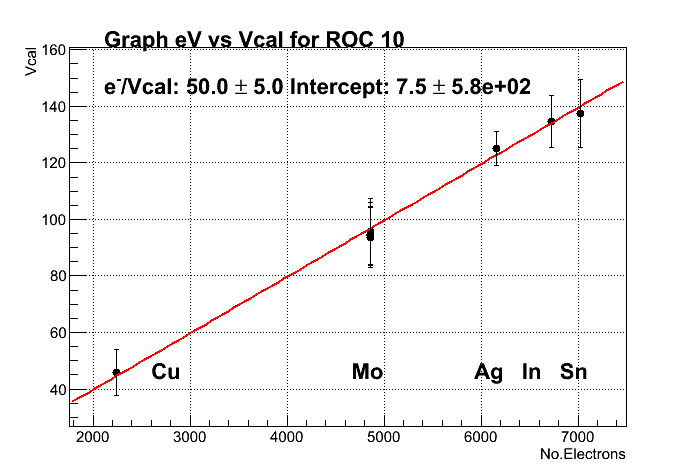 Graph eV vs Vcal for ROC 10
Vcal
e⁻/Vcal: 50.0 ± 5.0 Intercept: 7.5 ± 5.8e+02
160
140
120
100
80
60
40
Cu Mo Ag In Sn
2000 3000 4000 5000 6000 7000
No.Electrons